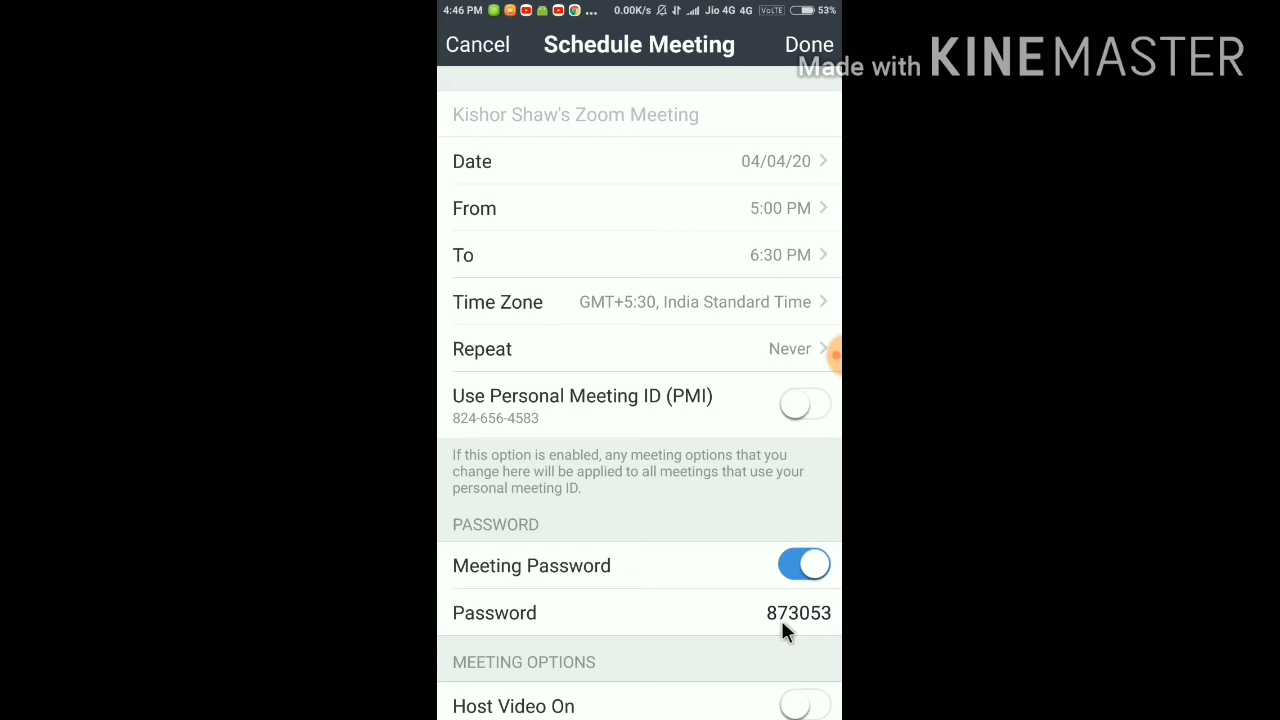 4:46 PM ... 0.00K/s Jio 4G 4G VoLTE 53%
Cancel Schedule Meeting Done
Made with KINEMASTER
Kishor Shaw's Zoom Meeting
Date 04/04/20
From 5:00 PM
To 6:30 PM
Time Zone GMT+5:30, India Standard Time
Repeat Never
Use Personal Meeting ID (PMI)
824-656-4583
If this option is enabled, any meeting options that you
change here will be applied to all meetings that use your
personal meeting ID.
PASSWORD
Meeting Password
Password 873053
MEETING OPTIONS
Host Video On